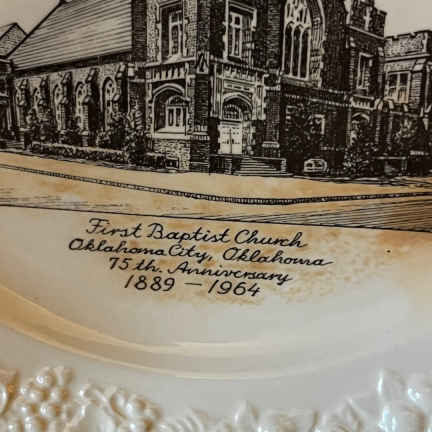 First Baptist Church
Oklahoma City, Oklahoma
75th. Anniversary
1889 — 1964